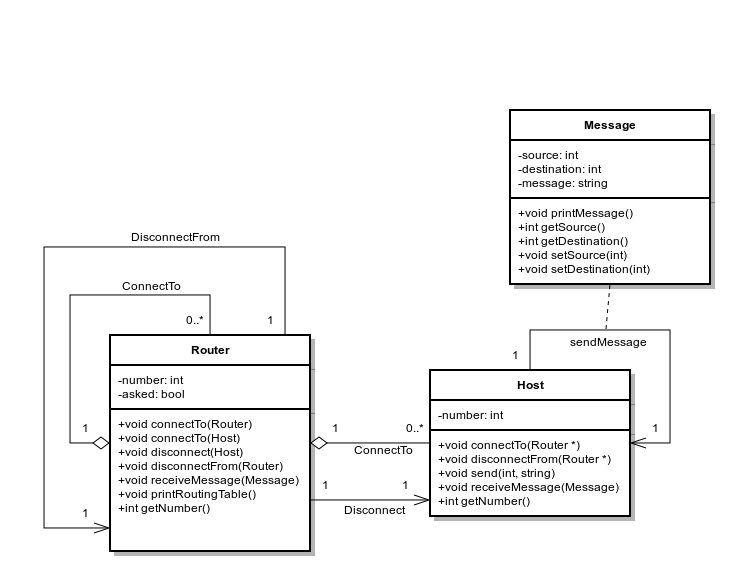 Message
-source: int
-destination: int
-message: string
+void printMessage()
+int getSource()
+int getDestination()
+void setSource(int)
+void setDestination(int)
DisconnectFrom
ConnectTo
0..*
1
Router
-number: int
-asked: bool
+void connectTo(Router)
+void connectTo(Host)
+void disconnect(Host)
+void disconnectFrom(Router)
+void receiveMessage(Message)
+void printRoutingTable()
+int getNumber()
1
1
1
0..*
ConnectTo
1
1
Disconnect
sendMessage
1
1
Host
-number: int
+void connectTo(Router *)
+void disconnectFrom(Router *)
+void send(int, string)
+void receiveMessage(Message)
+int getNumber()